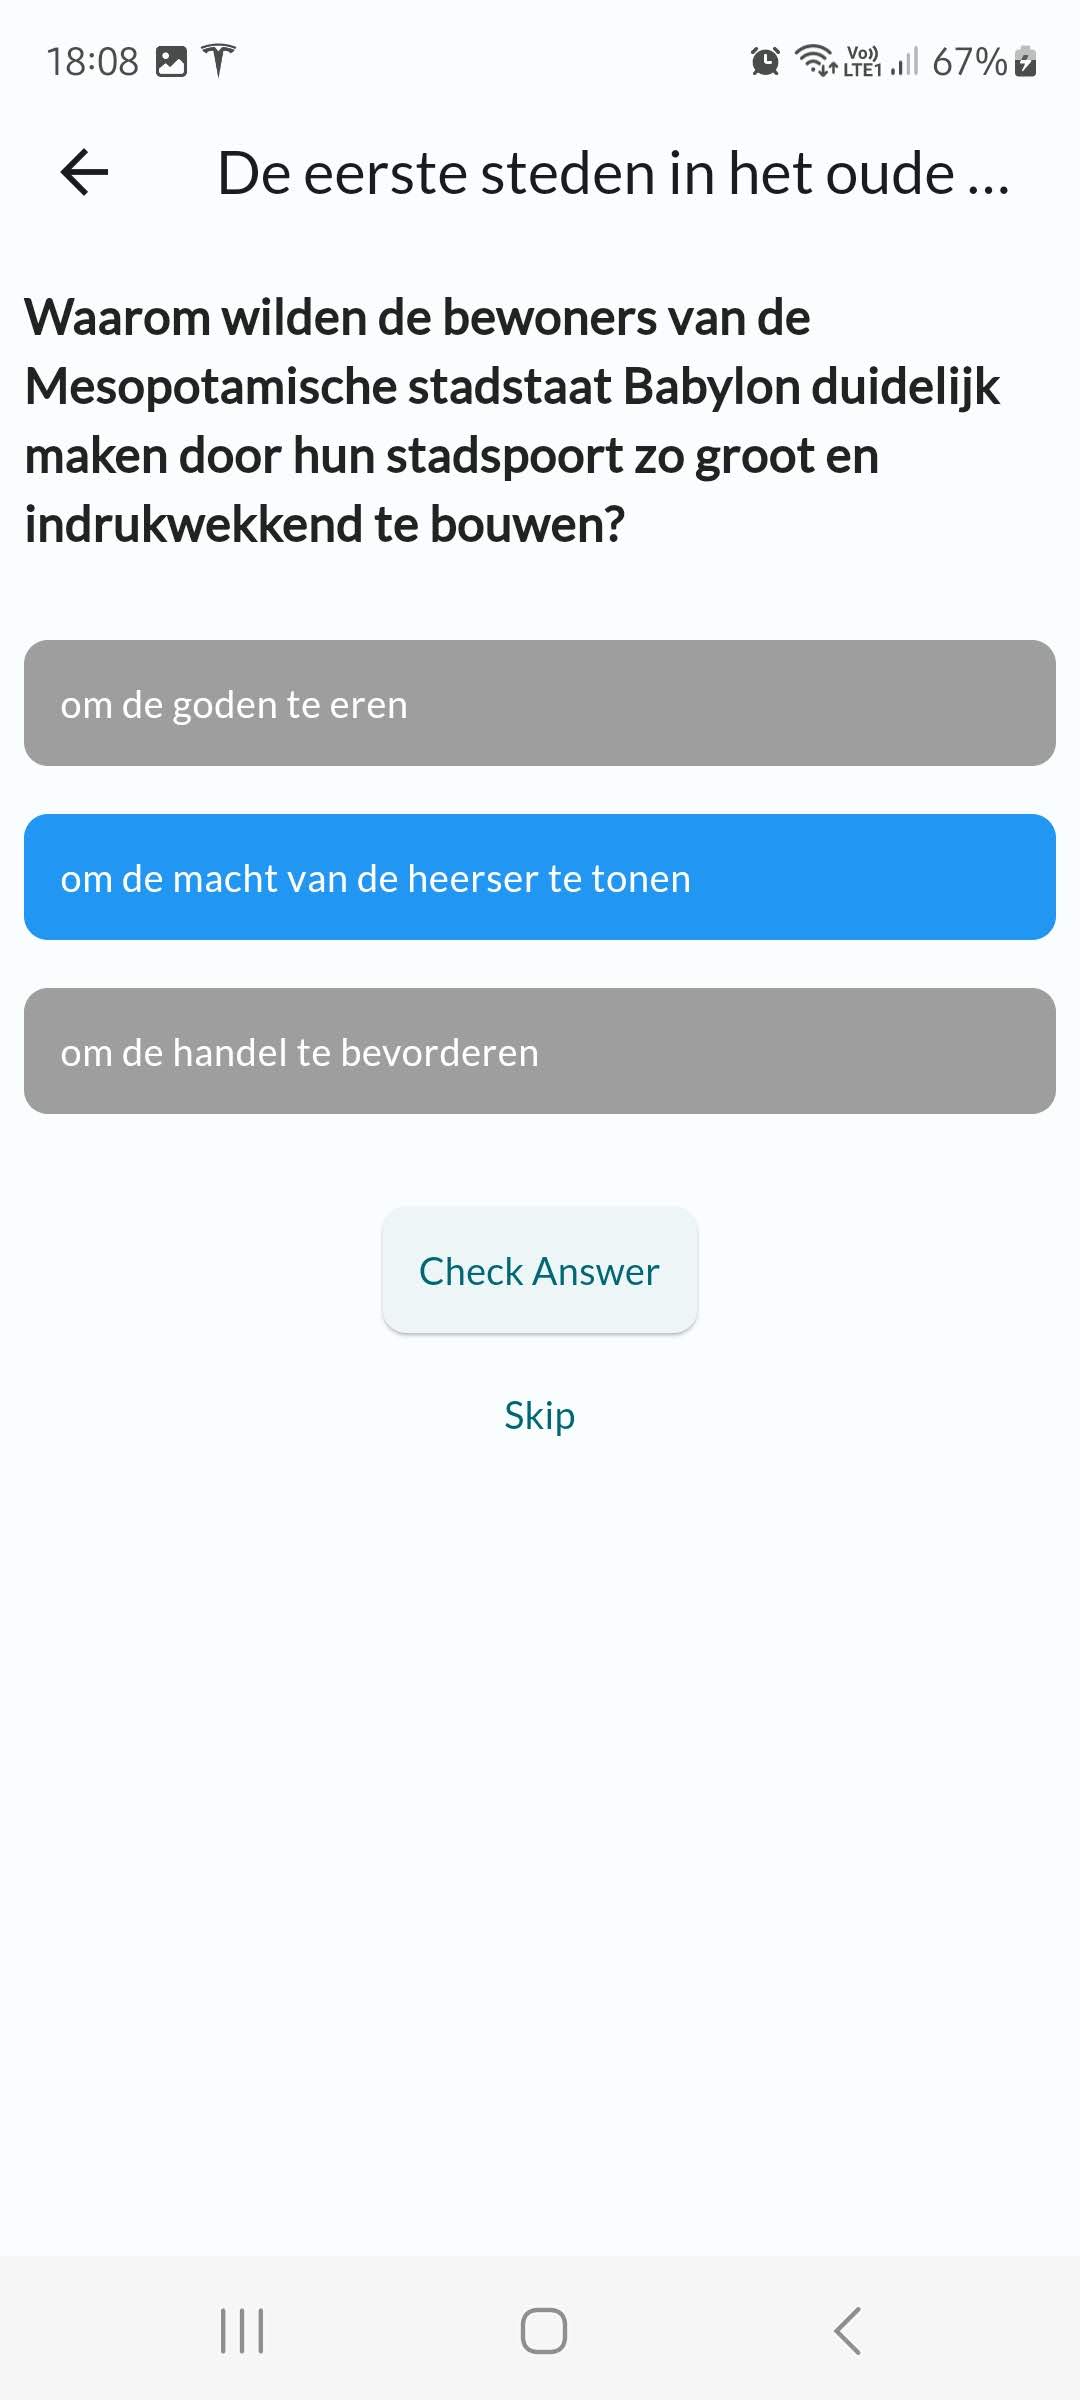 18:08
Vo)) LTE1 67%
De eerste steden in het oude ...
Waarom wilden de bewoners van de
Mesopotamische stadstaat Babylon duidelijk
maken door hun stadspoort zo groot en
indrukwekkend te bouwen?
om de goden te eren
om de macht van de heerser te tonen
om de handel te bevorderen
Check Answer
Skip